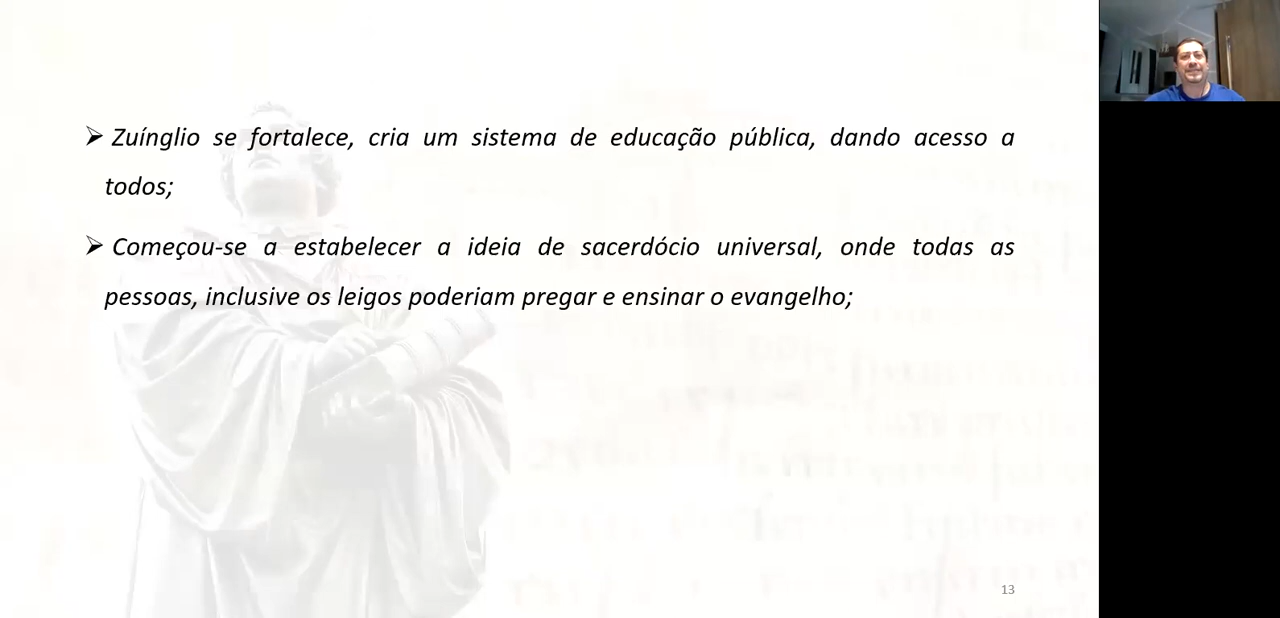 ➢ Zuínglio se fortalece, cria um sistema de educação pública, dando acesso a
todos;
➢ Começou-se a estabelecer a ideia de sacerdócio universal, onde todas as
pessoas, inclusive os leigos poderiam pregar e ensinar o evangelho;
13